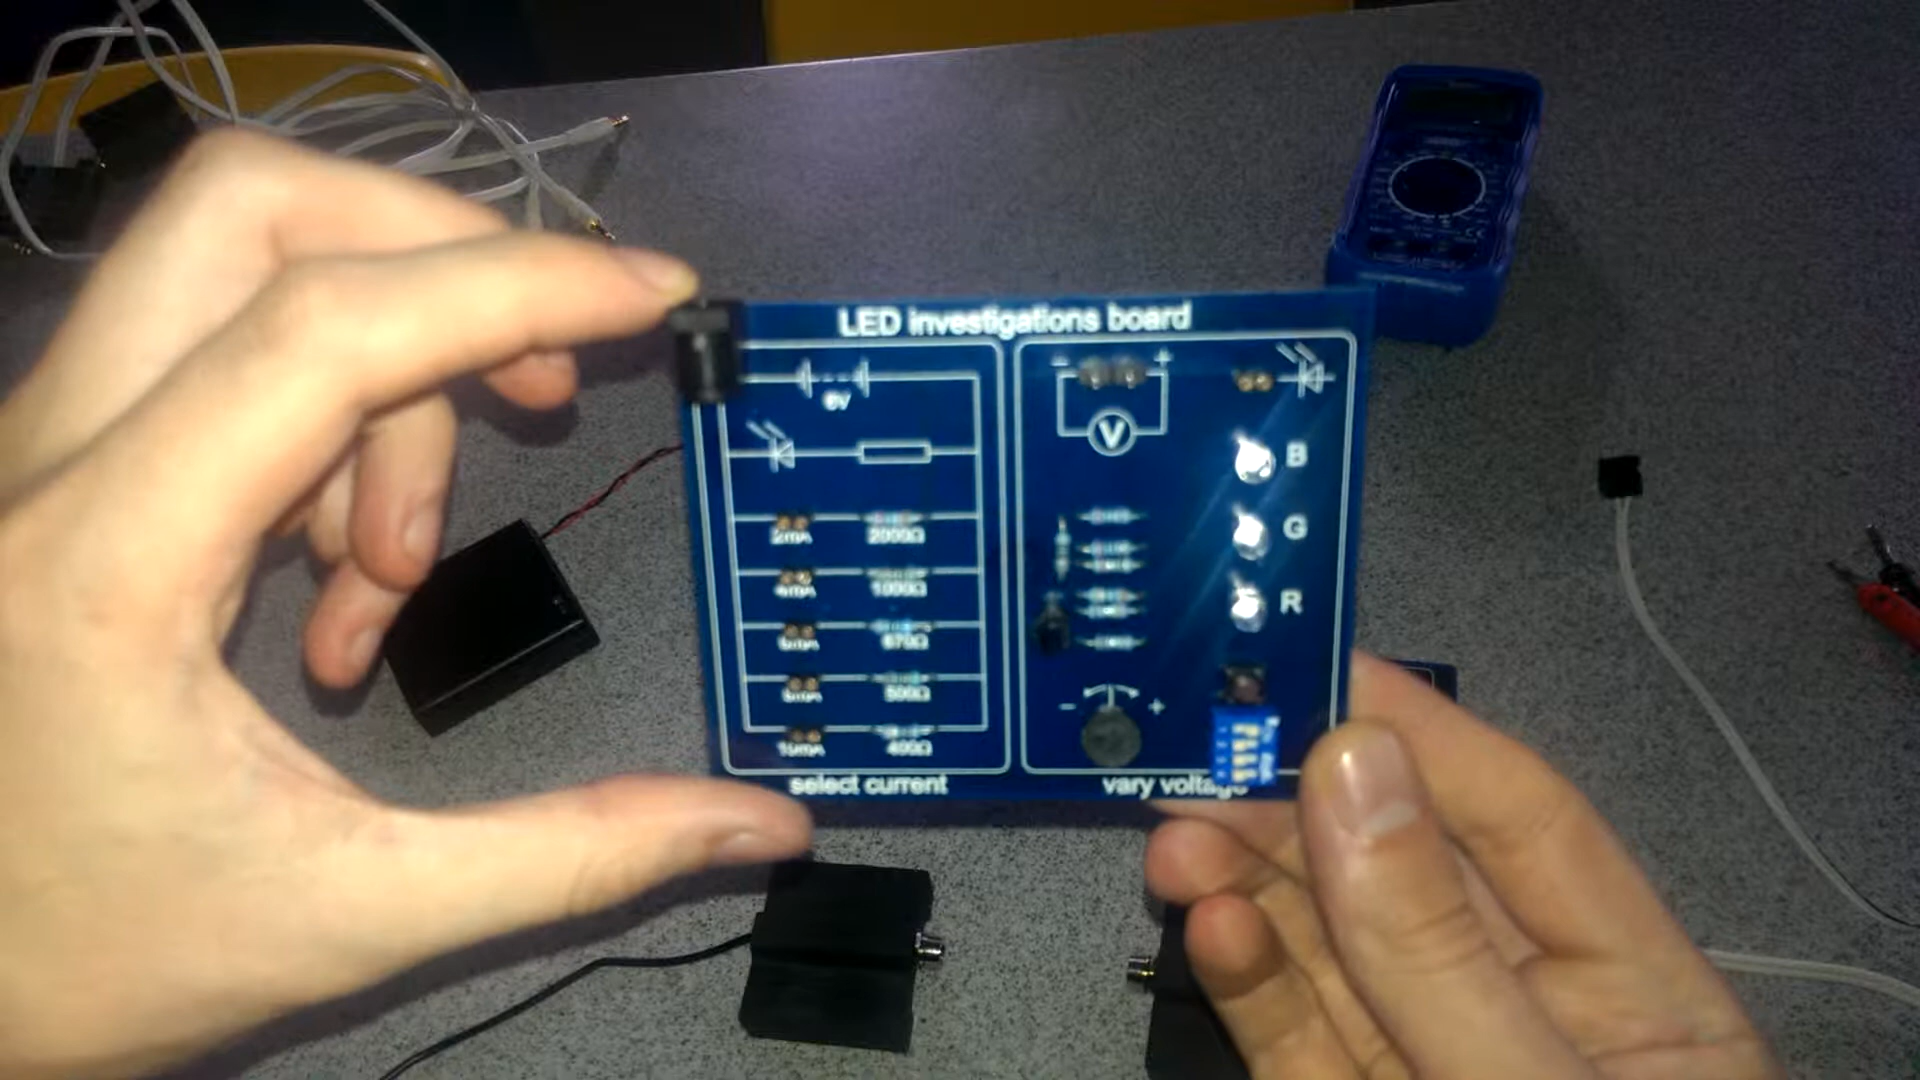 LED investigations board
6V
2mA 2000Ω
4mA 1000Ω
670Ω
500Ω
10mA 400Ω
select current
- +
V
B
G
R
- +
vary voltage